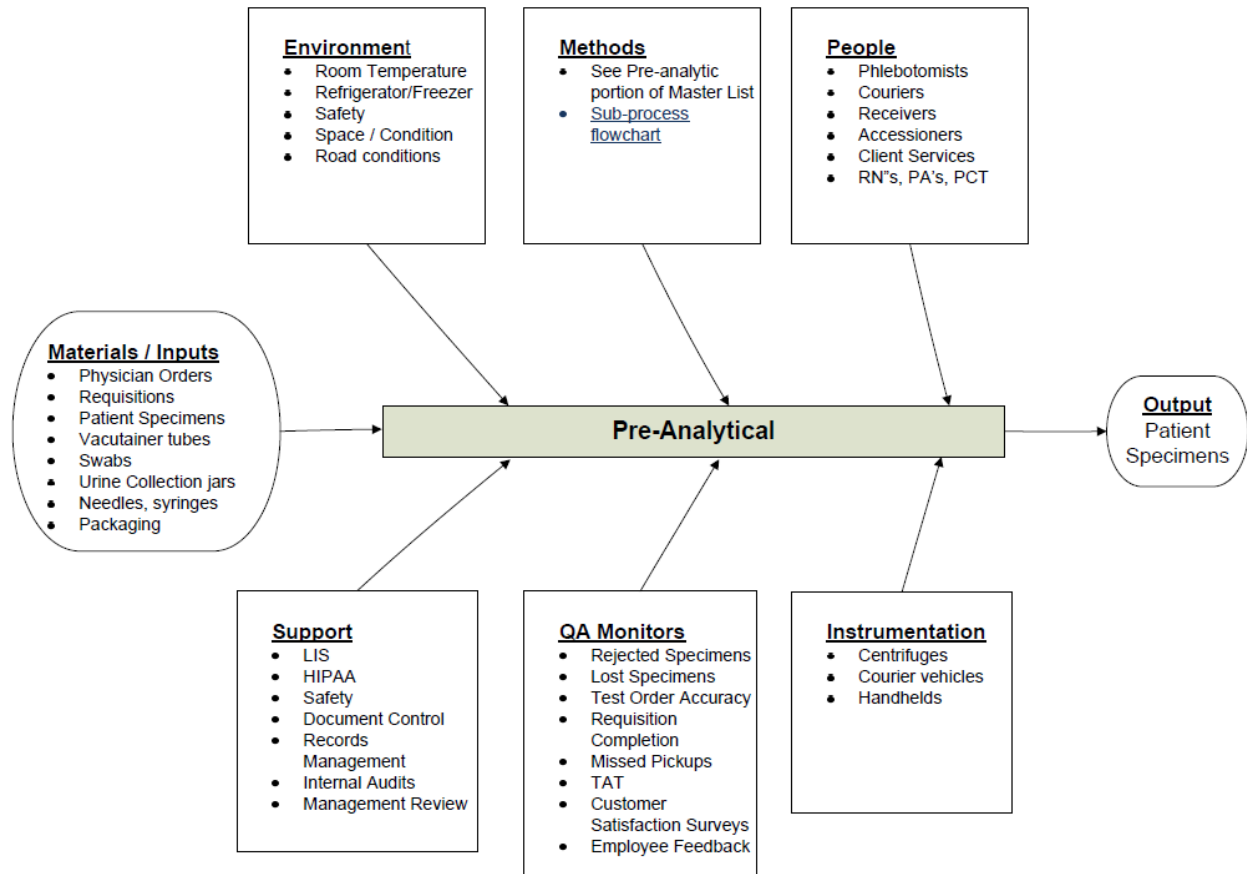 Environment
• Room Temperature
• Refrigerator/Freezer
• Safety
• Space / Condition
• Road conditions
Methods
• See Pre-analytic
portion of Master List
• Sub-process
flowchart
People
• Phlebotomists
• Couriers
• Receivers
• Accessioners
• Client Services
• RN"s, PA's, PCT
Materials / Inputs
• Physician Orders
• Requisitions
• Patient Specimens
• Vacutainer tubes
• Swabs
• Urine Collection jars
• Needles, syringes
• Packaging
Pre-Analytical
Output
Patient
Specimens
Support
• LIS
• HIPAA
• Safety
• Document Control
• Records
Management
• Internal Audits
• Management Review
QA Monitors
• Rejected Specimens
• Lost Specimens
• Test Order Accuracy
• Requisition
Completion
• Missed Pickups
• TAT
• Customer
Satisfaction Surveys
• Employee Feedback
Instrumentation
• Centrifuges
• Courier vehicles
• Handhelds